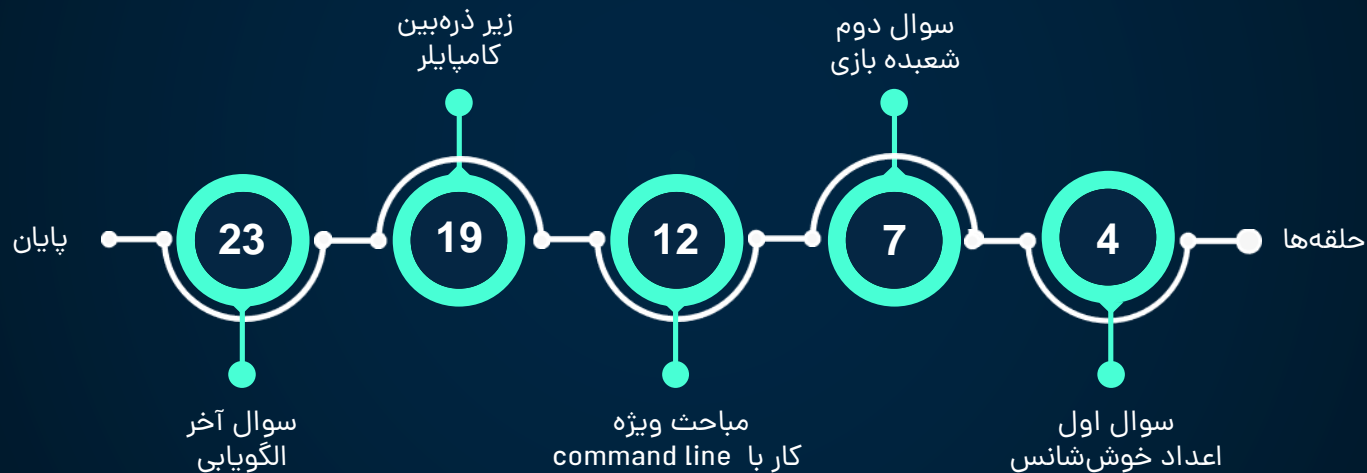 حلقه‌ها
4
سوال اول
اعداد خوش‌شانس
سوال دوم
شعبده بازی
7
12
مباحث ویژه
کار با command line
زیر ذره‌بین
کامپایلر
19
23
سوال آخر
الگویابی
پایان